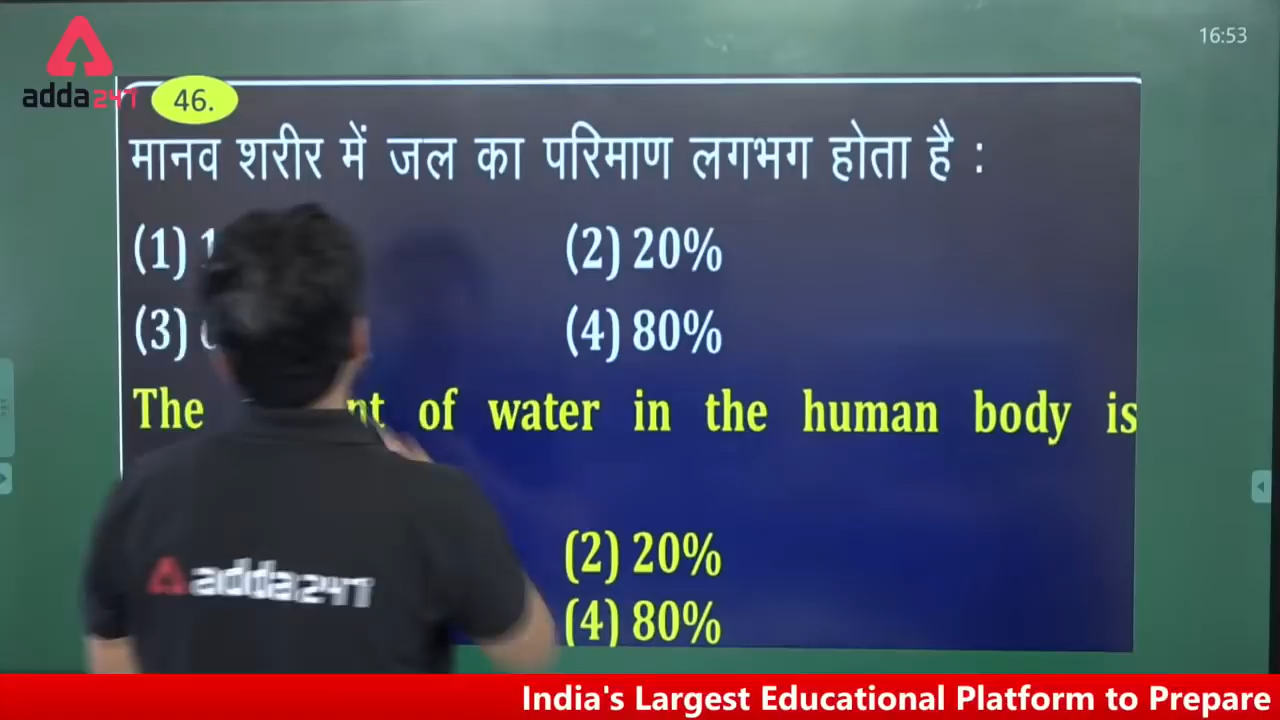 16:53
adda247
46.
मानव शरीर में जल का परिमाण लगभग होता है :
(1) (2) 20%
(3) (4) 80%
The of water in the human body is
(2) 20%
(4) 80%
adda247
India's Largest Educational Platform to Prepare